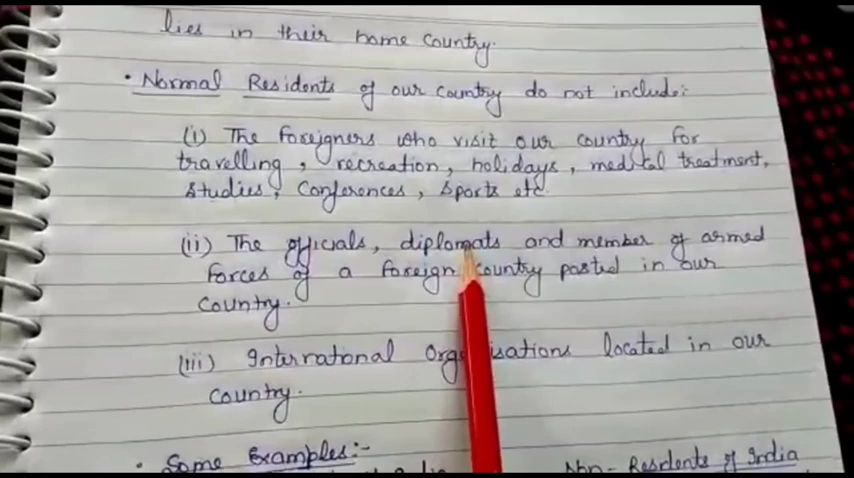 lies in their home country.
• Normal Residents of our country do not include:
(i) The foreigners who visit our country for
travelling, recreation, holidays, medical treatment,
studies, conferences, sports etc.
(ii) The officials, diplomats and member of armed
forces of a foreign country posted in our
country.
(iii) International Organisations located in our
country.
• Some Examples:-
Non - Residents of India